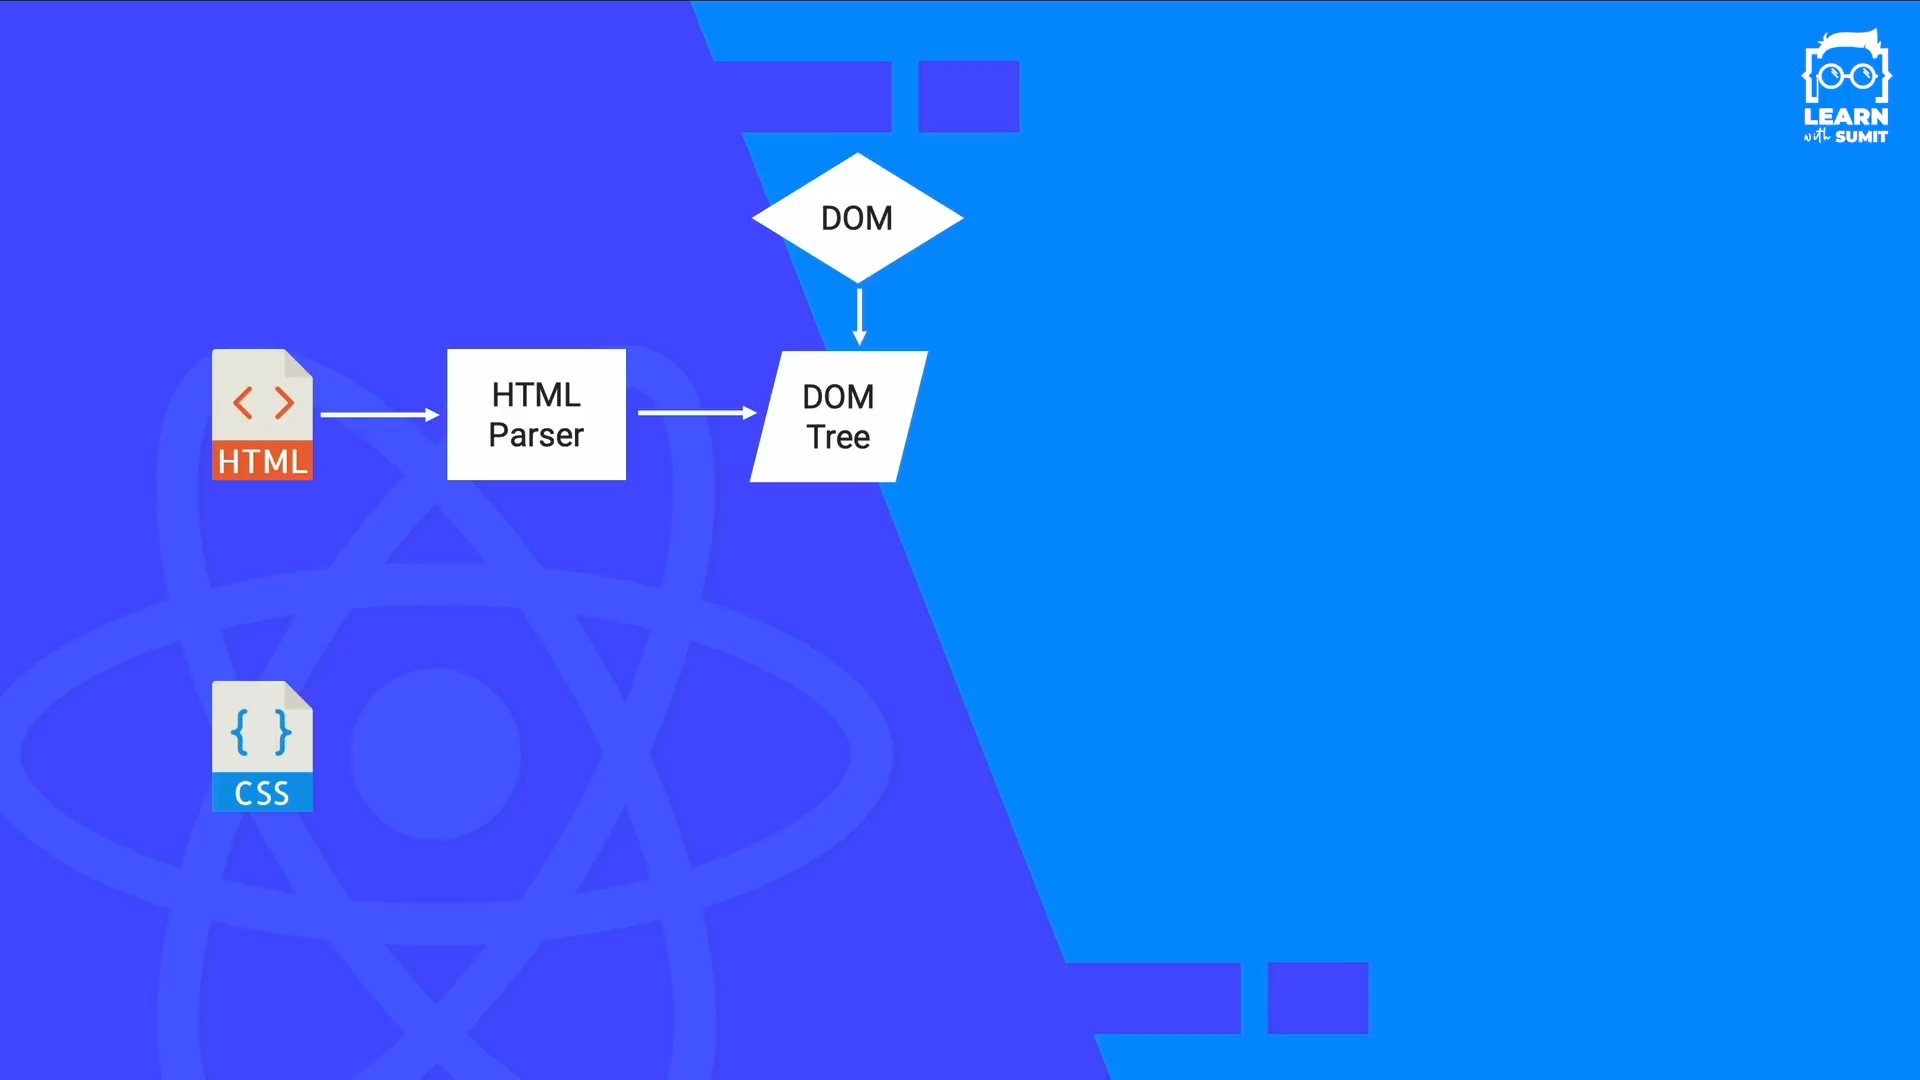 LEARN
with SUMIT
DOM
< >
HTML
HTML
Parser
DOM
Tree
{ }
CSS